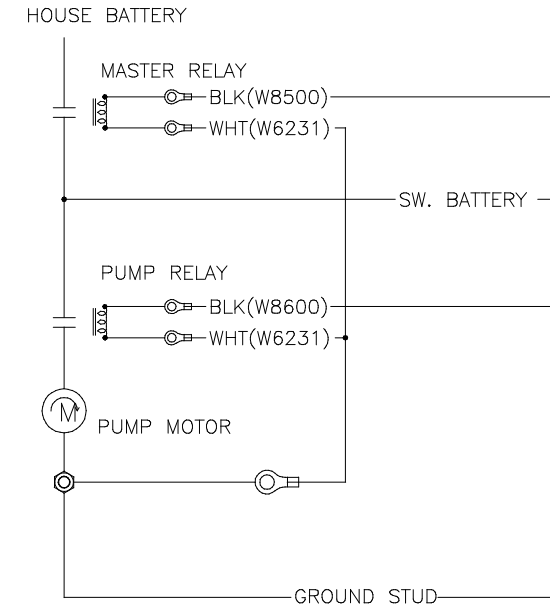 HOUSE BATTERY
MASTER RELAY
BLK(W8500)
WHT(W6231)
SW. BATTERY
PUMP RELAY
BLK(W8600)
WHT(W6231)
M
PUMP MOTOR
GROUND STUD